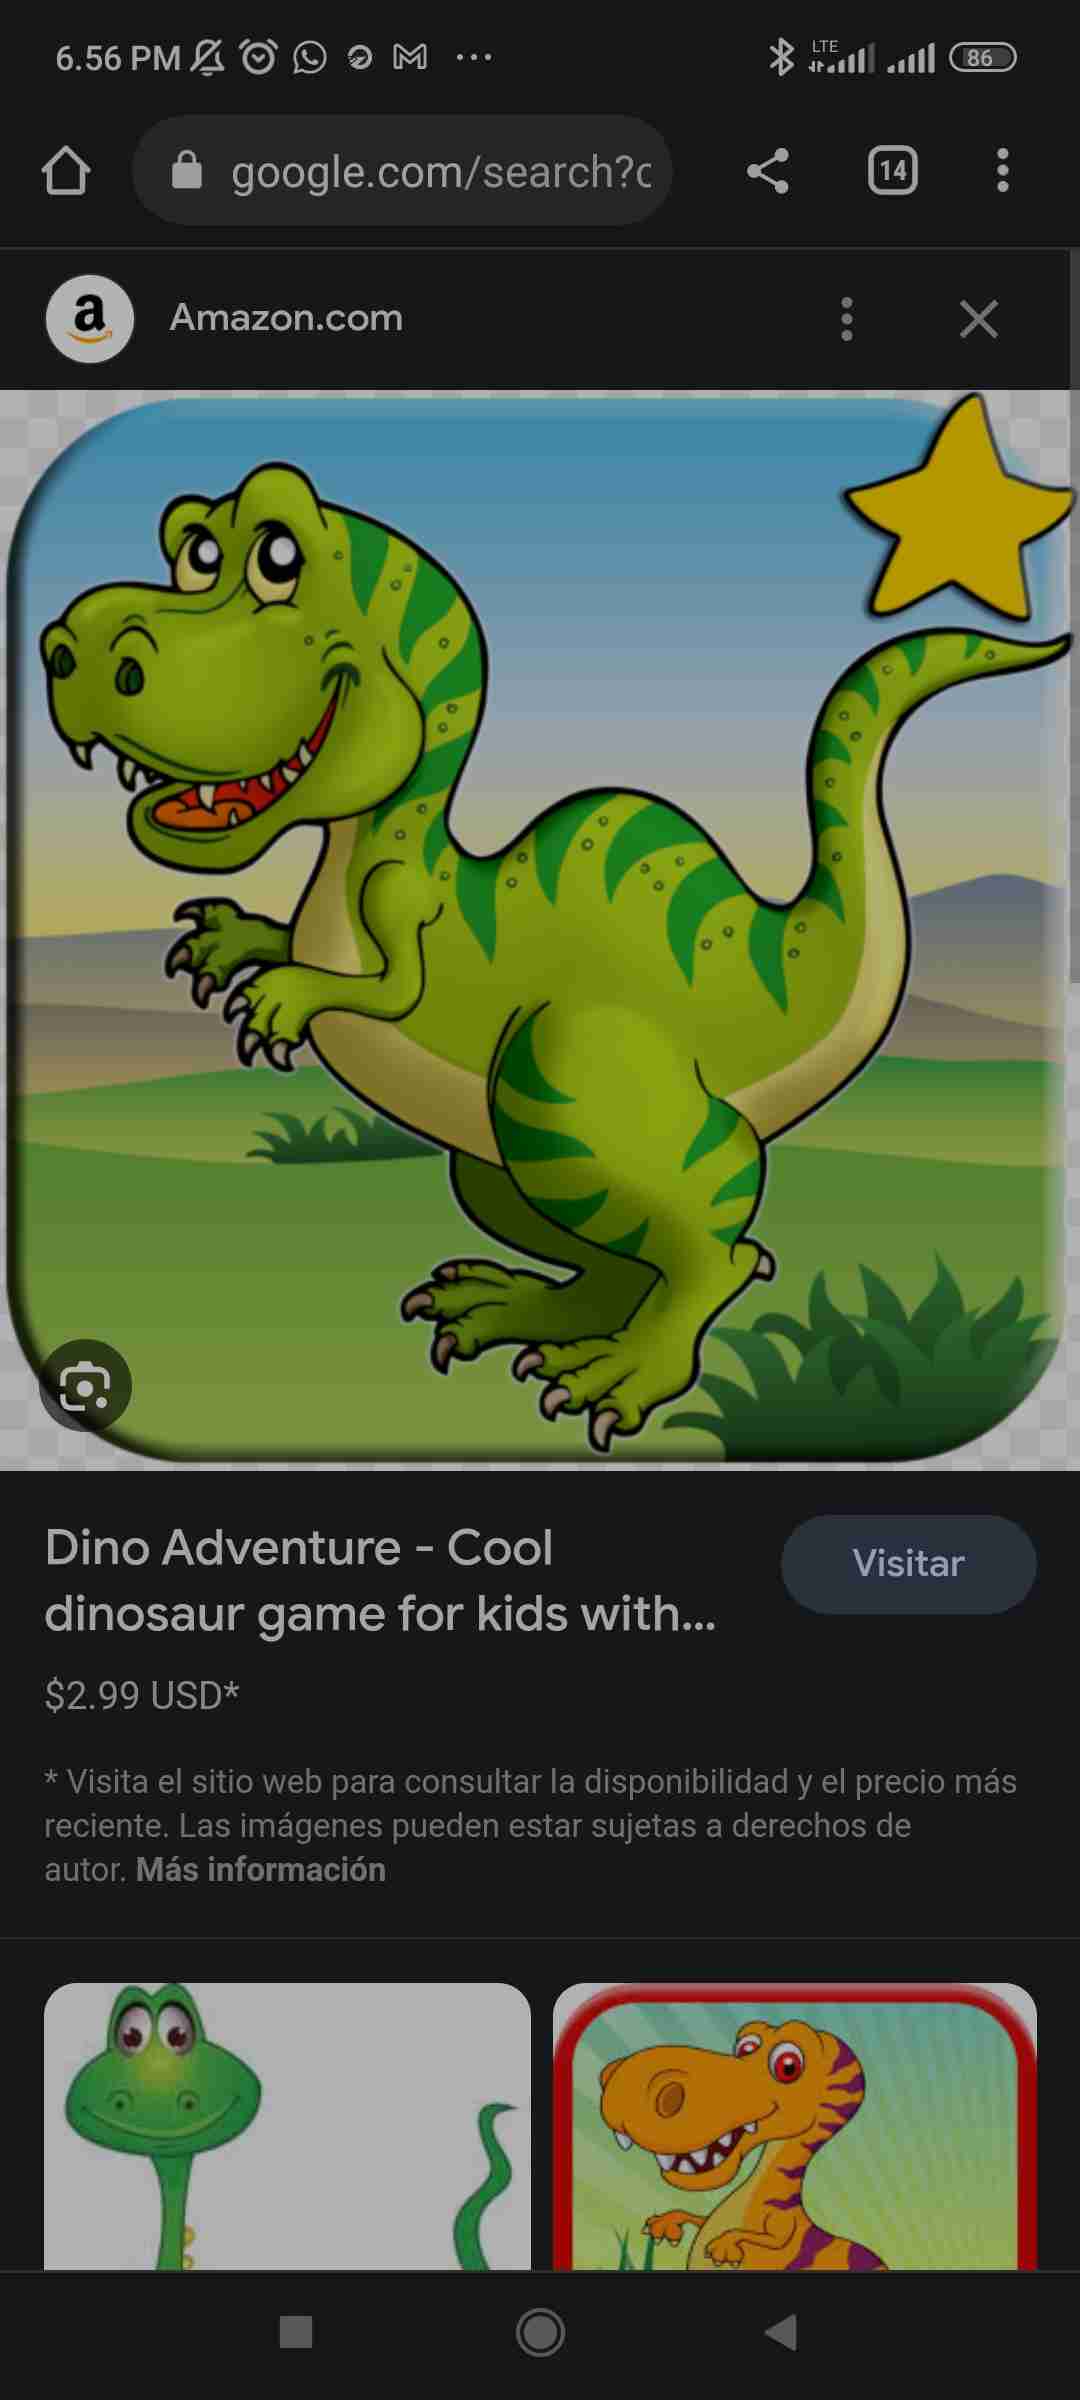 6.56 PM
LTE
86
google.com/search?c
14
a
Amazon.com
Dino Adventure - Cool
dinosaur game for kids with...
Visitar
$2.99 USD*
* Visita el sitio web para consultar la disponibilidad y el precio más
reciente. Las imágenes pueden estar sujetas a derechos de
autor. Más información